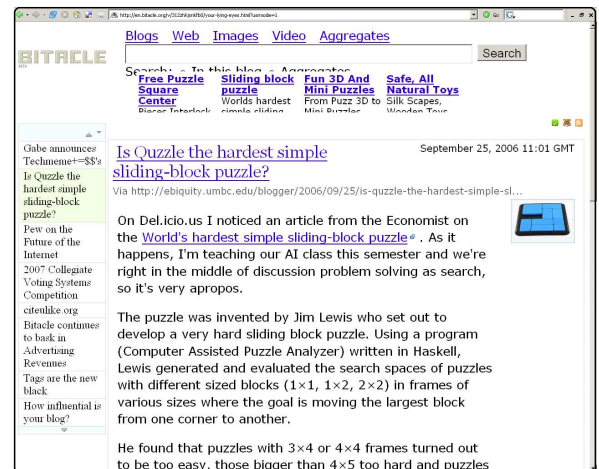 http://en.bitacle.org/v/312zhkjmkfb0/your-lying-eyes.html?usemode=1
Go
BITACLE
BETA
Blogs Web Images Video Aggregates
Search
Search: In this blog Aggregates
Free Puzzle Square Center
Pieces Interlock
Sliding block puzzle
Worlds hardest
simple sliding
Fun 3D And Mini Puzzles
From Puzz 3D to
Mini Puzzles
Safe, All Natural Toys
Silk Scapes,
Wooden Toys
Gabe announces
Techmeme+=$$'s
Is Quzzle the
hardest simple
sliding-block
puzzle?
Pew on the
Future of the
Internet
2007 Collegiate
Voting Systems
Competition
citeulike.org
Bitacle continues
to bask in
Advertising
Revenues
Tags are the new
black
How influential is
your blog?
Is Quzzle the hardest simple
sliding-block puzzle?
September 25, 2006 11:01 GMT
Via http://ebiquity.umbc.edu/blogger/2006/09/25/is-quzzle-the-hardest-simple-sl...
On Del.icio.us I noticed an article from the Economist on
the World's hardest simple sliding-block puzzle . As it
happens, I'm teaching our AI class this semester and we're
right in the middle of discussion problem solving as search,
so it's very apropos.
The puzzle was invented by Jim Lewis who set out to
develop a very hard sliding block puzzle. Using a program
(Computer Assisted Puzzle Analyzer) written in Haskell,
Lewis generated and evaluated the search spaces of puzzles
with different sized blocks (1×1, 1×2, 2×2) in frames of
various sizes where the goal is moving the largest block
from one corner to another.
He found that puzzles with 3×4 or 4×4 frames turned out
to be too easy, those bigger than 4×5 too hard and puzzles